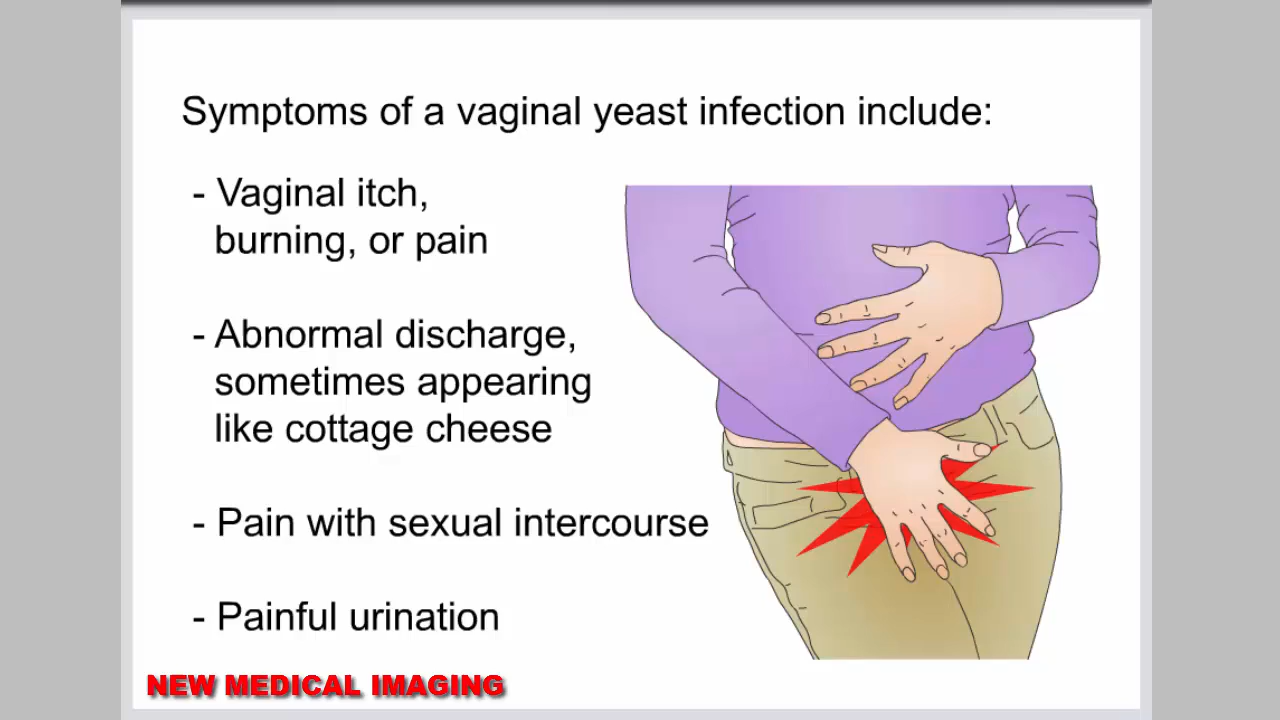 Symptoms of a vaginal yeast infection include:
- Vaginal itch,
burning, or pain
- Abnormal discharge,
sometimes appearing
like cottage cheese
- Pain with sexual intercourse
- Painful urination
NEW MEDICAL IMAGING